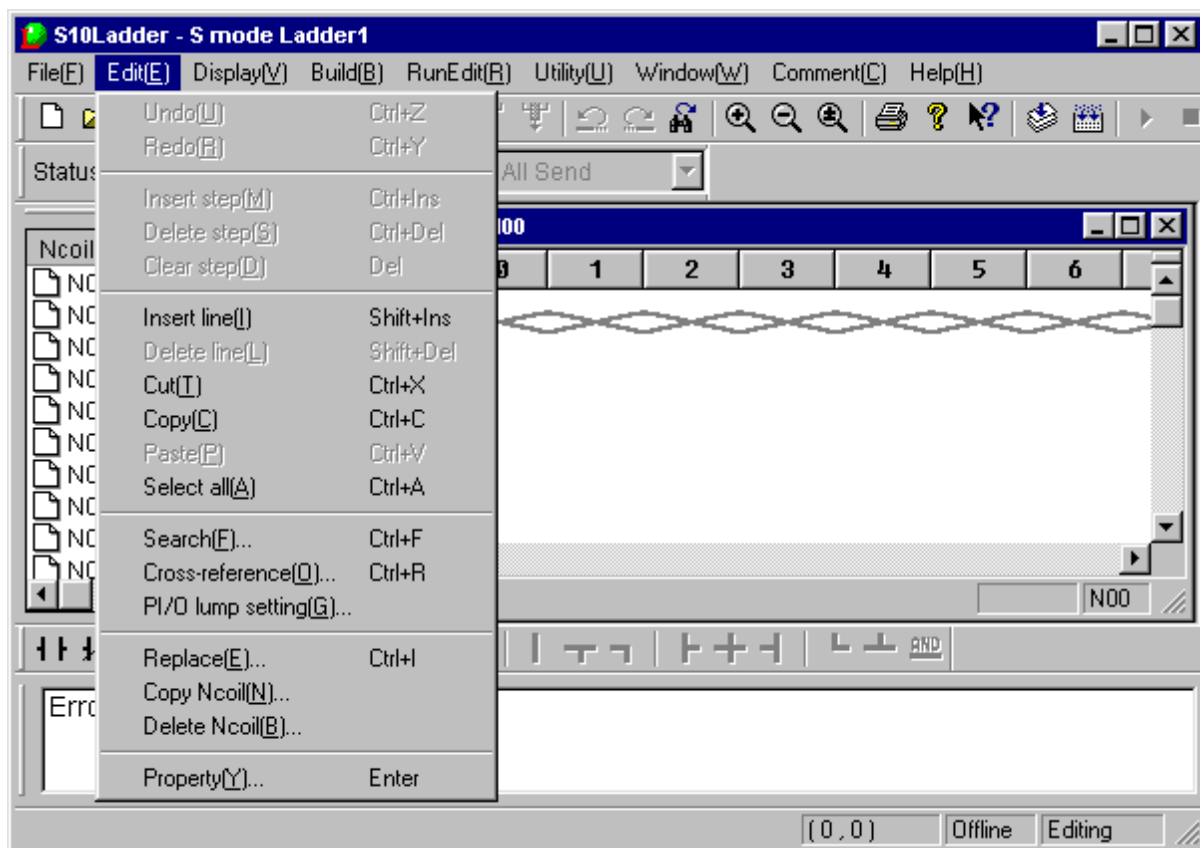 S10Ladder - S mode Ladder1
File(F) Edit(E) Display(V) Build(B) RunEdit(R) Utility(U) Window(W) Comment(C) Help(H)
Undo(U) Ctrl+Z
Redo(R) Ctrl+Y
Status All Send
Insert step(M) Ctrl+Ins
Delete step(S) Ctrl+Del
Clear step(D) Del
Insert line(I) Shift+Ins
Delete line(L) Shift+Del
Cut(T) Ctrl+X
Copy(C) Ctrl+C
Paste(P) Ctrl+V
Select all(A) Ctrl+A
Search(F)... Ctrl+F
Cross-reference(O)... Ctrl+R
PI/O lump setting(G)...
Replace(E)... Ctrl+I
Copy Ncoil(N)...
Delete Ncoil(B)...
Property(Y)... Enter
Ncoil
1 2 3 4 5 6
N00
AND
(0,0) Offline Editing